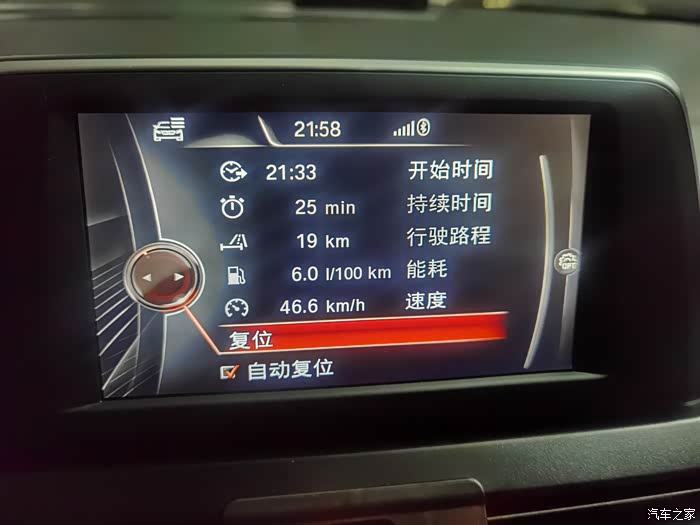 21:58
21:33 开始时间
25 min 持续时间
19 km 行驶路程
6.0 l/100 km 能耗
46.6 km/h 速度
复位
自动复位
汽车之家